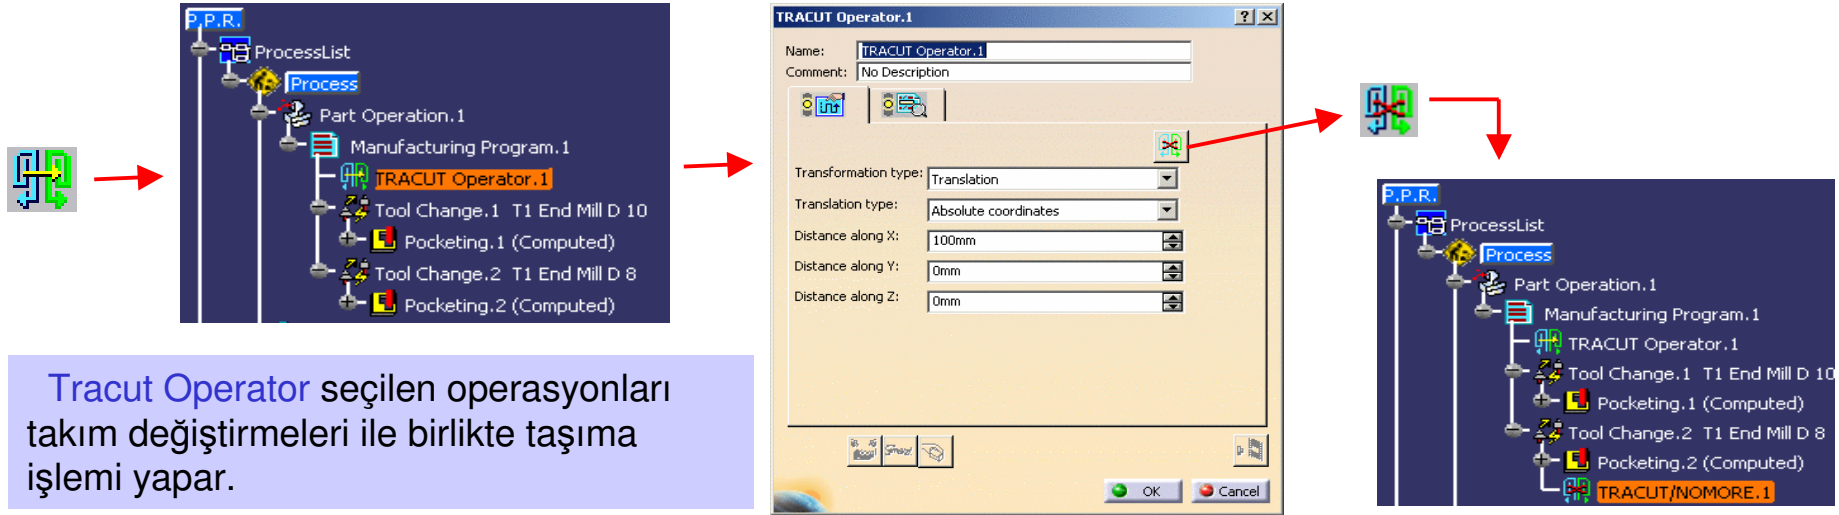 P.P.R.
ProcessList
Process
Part Operation.1
Manufacturing Program.1
TRACUT Operator.1
Tool Change.1 T1 End Mill D 10
Pocketing.1 (Computed)
Tool Change.2 T1 End Mill D 8
Pocketing.2 (Computed)
Tracut Operator seçilen operasyonları
takım değiştirmeleri ile birlikte taşıma
işlemi yapar.
TRACUT Operator.1
Name: TRACUT Operator.1
Comment: No Description
Transformation type: Translation
Translation type: Absolute coordinates
Distance along X: 100mm
Distance along Y: 0mm
Distance along Z: 0mm
OK Cancel
P.P.R.
ProcessList
Process
Part Operation.1
Manufacturing Program.1
TRACUT Operator.1
Tool Change.1 T1 End Mill D 10
Pocketing.1 (Computed)
Tool Change.2 T1 End Mill D 8
Pocketing.2 (Computed)
TRACUT/NOMORE.1